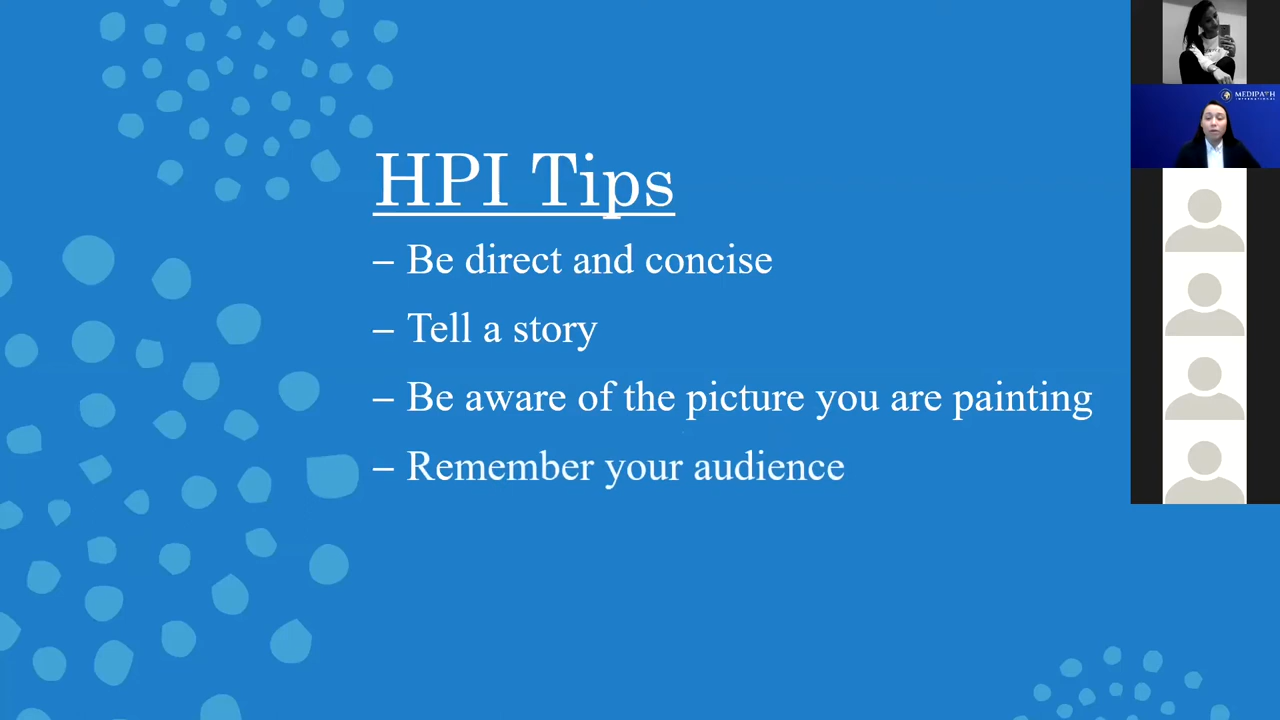 HPI Tips
– Be direct and concise
– Tell a story
– Be aware of the picture you are painting
– Remember your audience
MEDIPATH
INTERNATIONAL